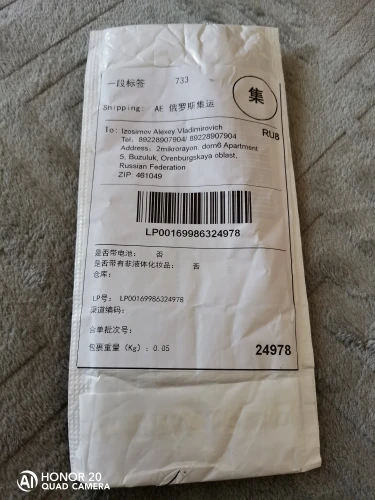 一段标签 733
集
Shipping: AE 俄罗斯集运
RUB
To: Izosimov Alexey Vladimirovich
Tel: 89228907904/ 89228907904
Address: 2mikrorayon. dom6 Apartment
5, Buzuluk, Orenburgskaya oblast,
Russian Federation
ZIP: 461049
LP00169986324978
是否带电池: 否
是否带有非液体化妆品: 否
仓库:
LP号: LP00169986324978
渠道编码:
合单批次号:
包裹重量 (Kg): 0.05
24978
AI HONOR 20
QUAD CAMERA